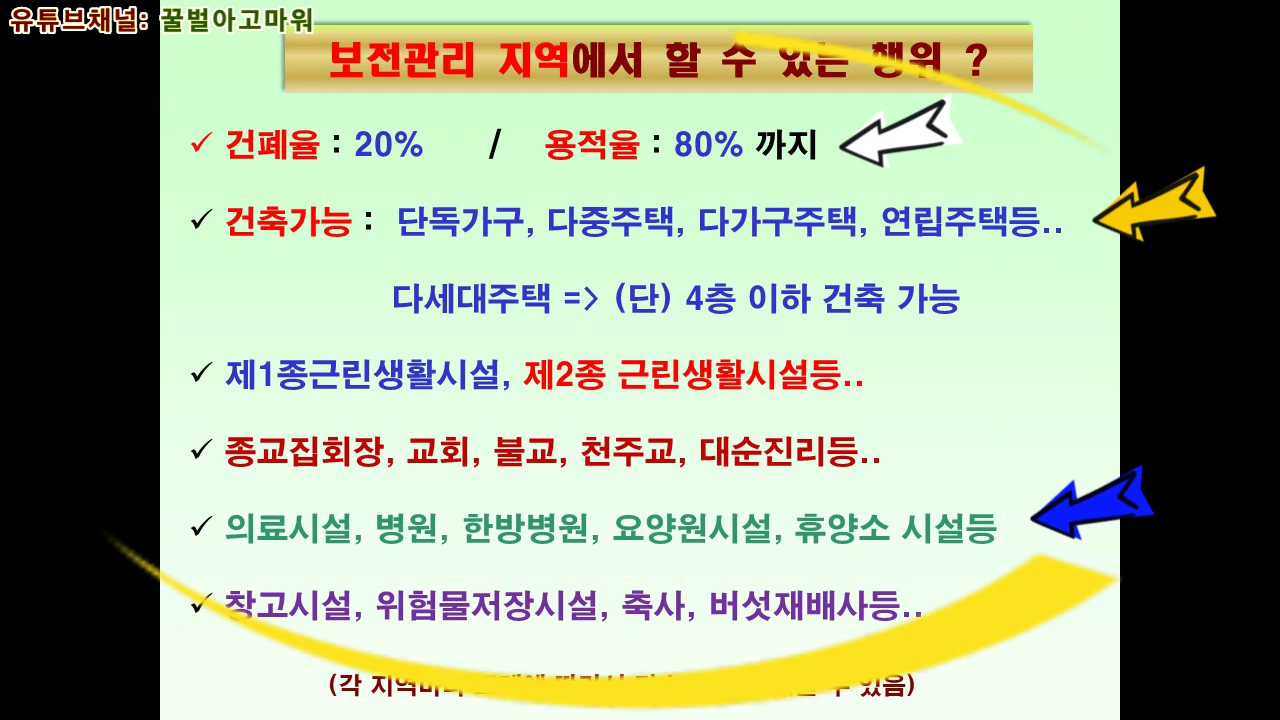 유튜브채널: 꿀벌아고마워
보전관리 지역에서 할 수 있는 행위 ?
✓ 건폐율 : 20% / 용적율 : 80% 까지
✓ 건축가능 : 단독가구, 다중주택, 다가구주택, 연립주택등..
다세대주택 => (단) 4층 이하 건축 가능
✓ 제1종근린생활시설, 제2종 근린생활시설등..
✓ 종교집회장, 교회, 불교, 천주교, 대순진리등..
✓ 의료시설, 병원, 한방병원, 요양원시설, 휴양소 시설등
✓ 창고시설, 위험물저장시설, 축사, 버섯재배사등..
(각 수 있음)